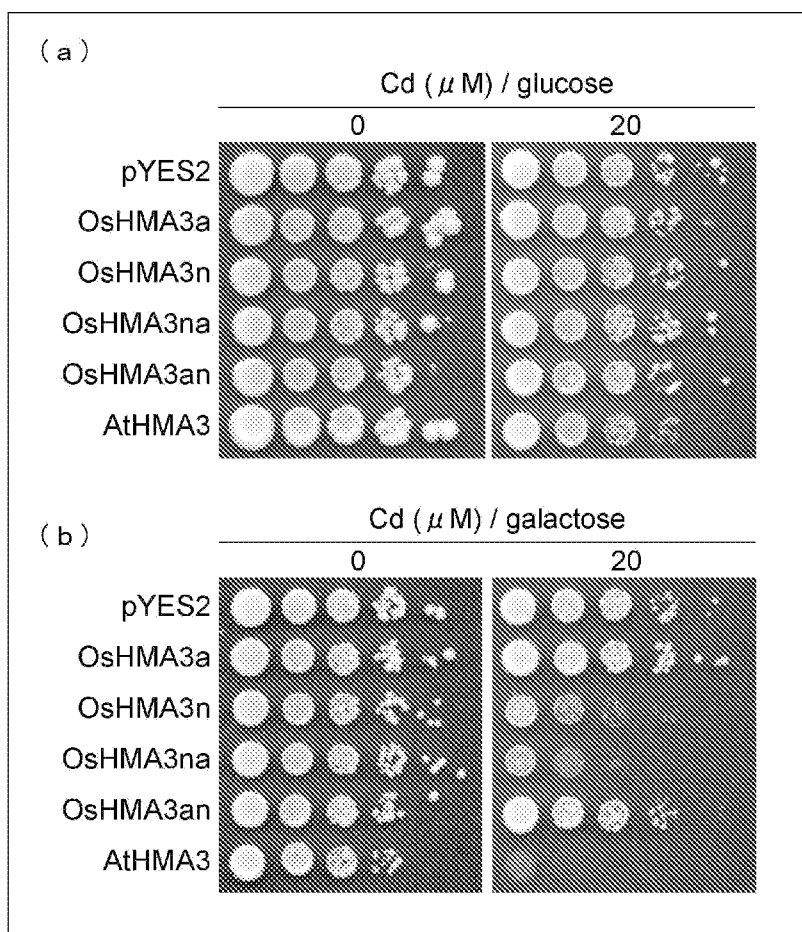 (a)
Cd (μM) / glucose
0 20
pYES2
OsHMA3a
OsHMA3n
OsHMA3na
OsHMA3an
AtHMA3
(b)
Cd (μM) / galactose
0 20
pYES2
OsHMA3a
OsHMA3n
OsHMA3na
OsHMA3an
AtHMA3